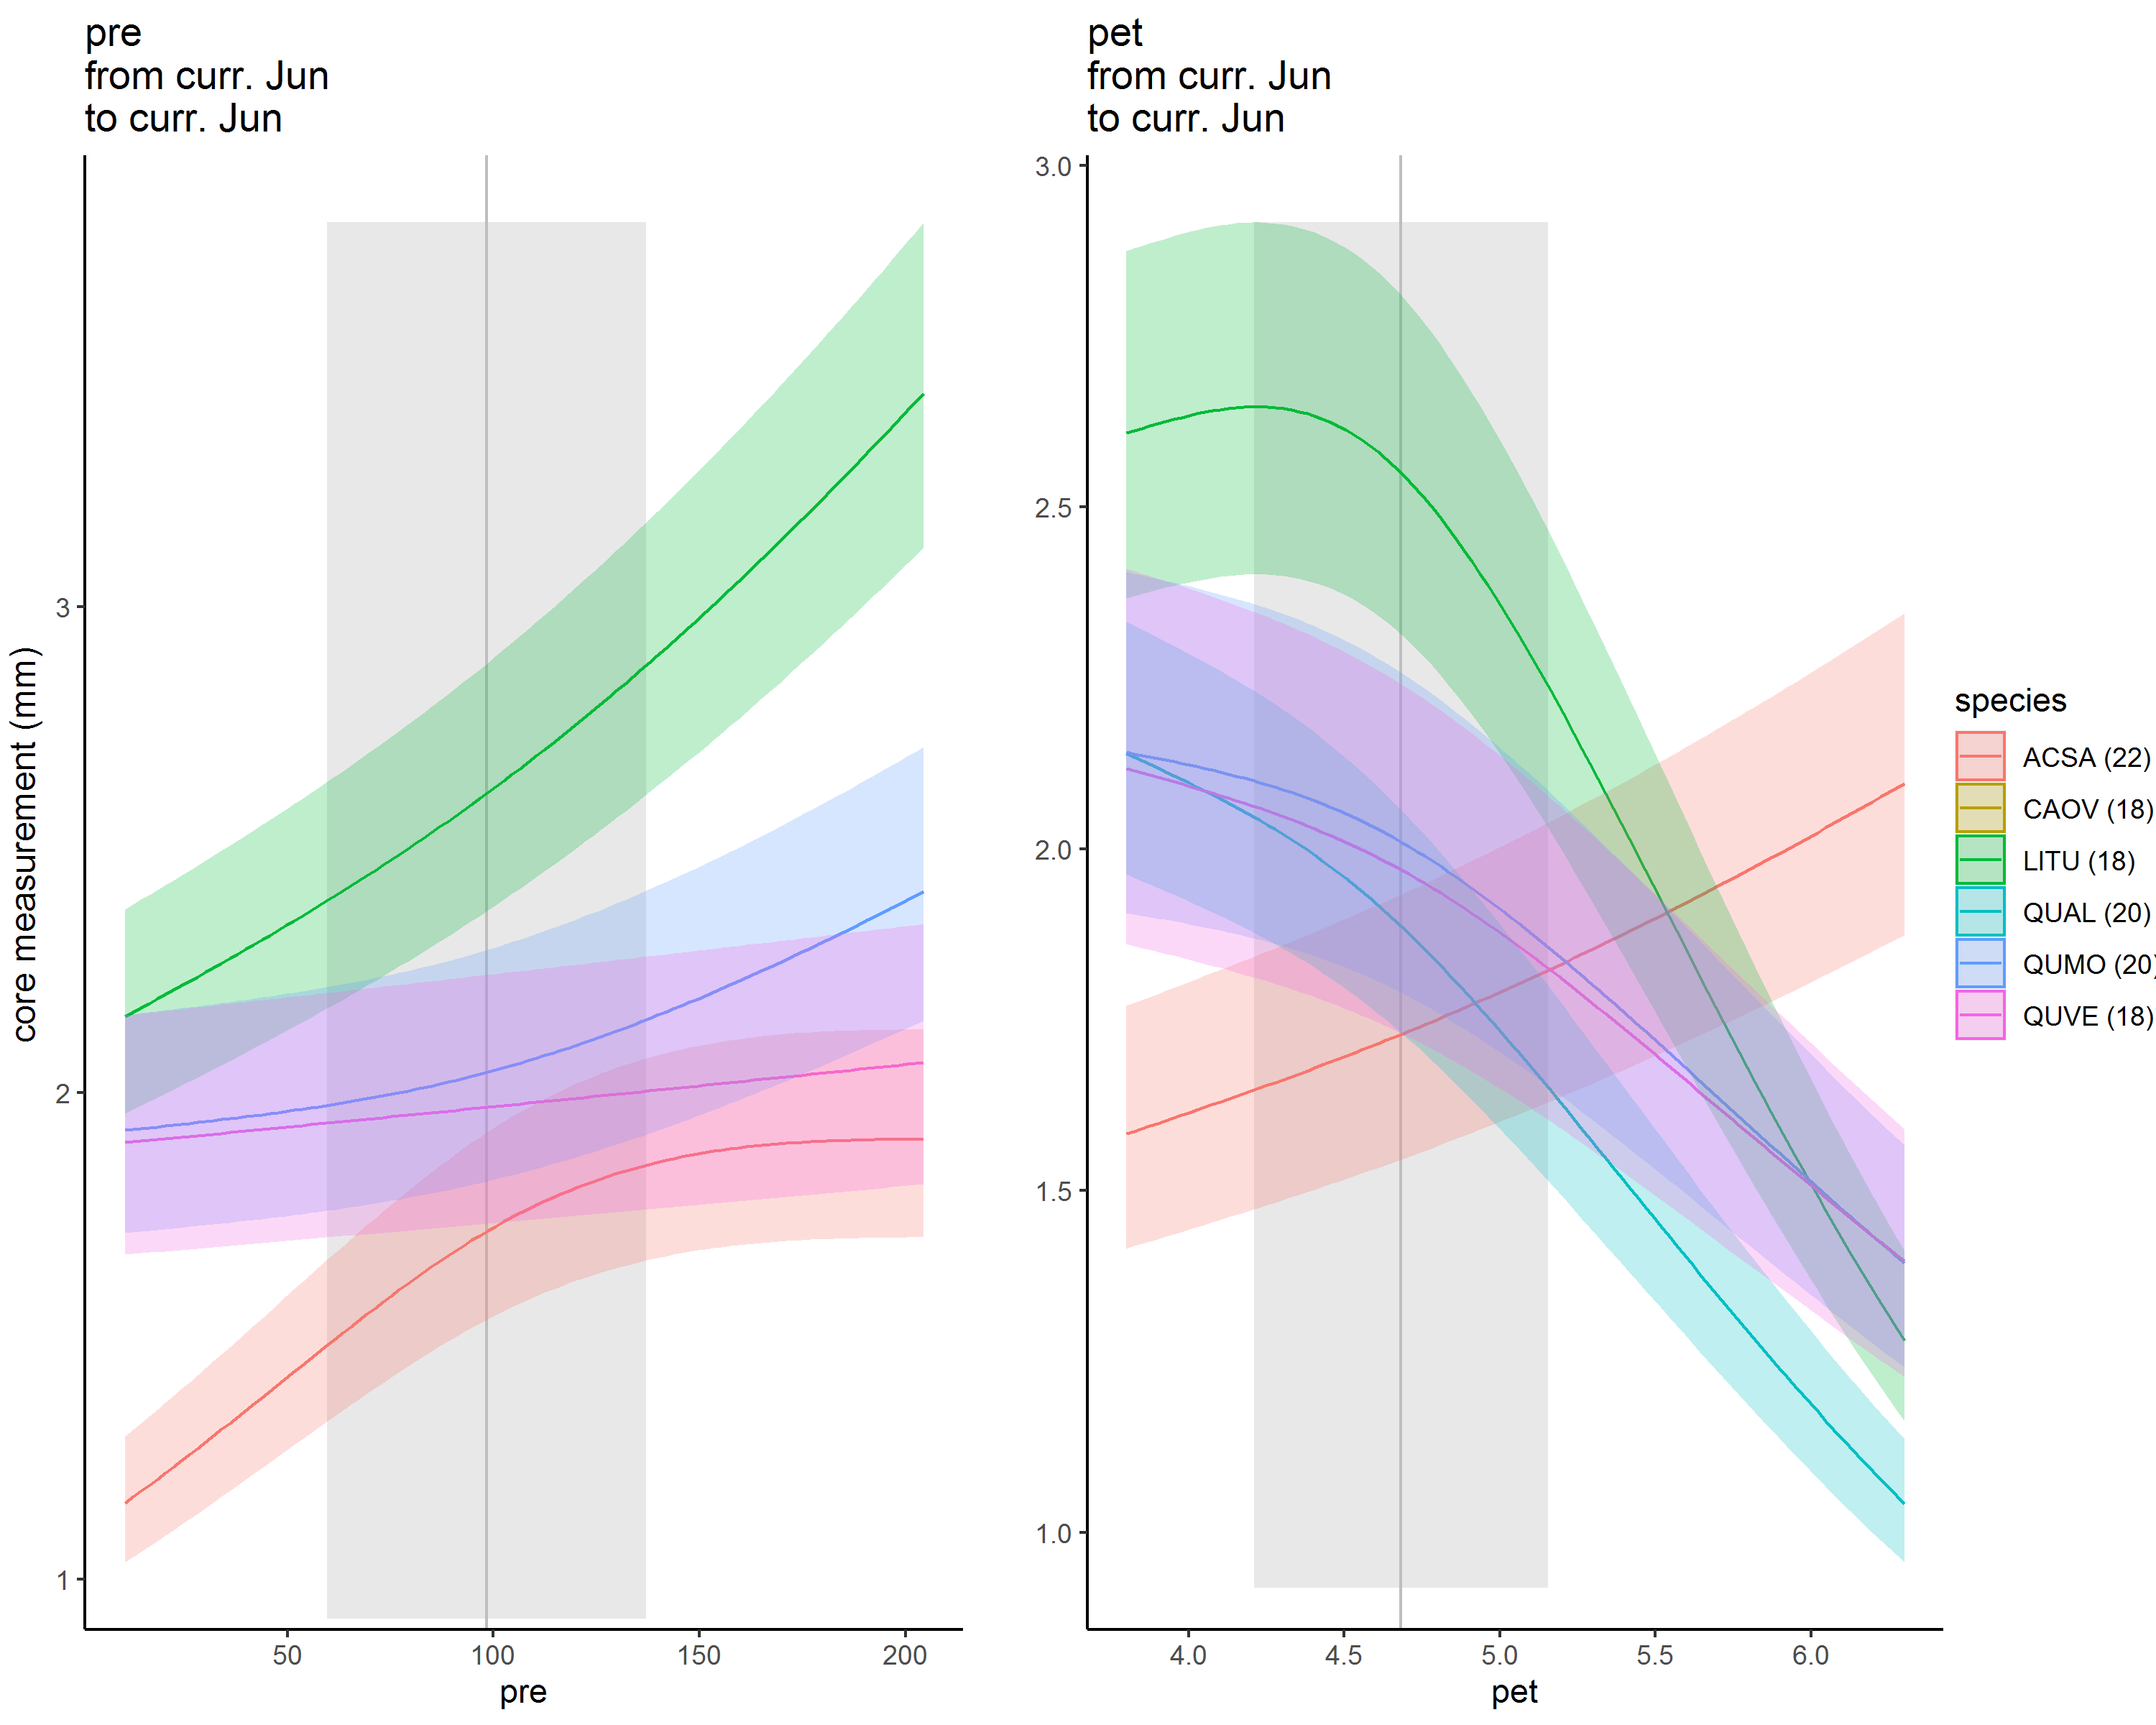 pre
from curr. Jun
to curr. Jun
core measurement (mm)
3
2
1
50 100 150 200
pre
pet
from curr. Jun
to curr. Jun
3.0
2.5
2.0
1.5
1.0
4.0 4.5 5.0 5.5 6.0
pet
species
ACSA (22)
CAOV (18)
LITU (18)
QUAL (20)
QUMO (20)
QUVE (18)